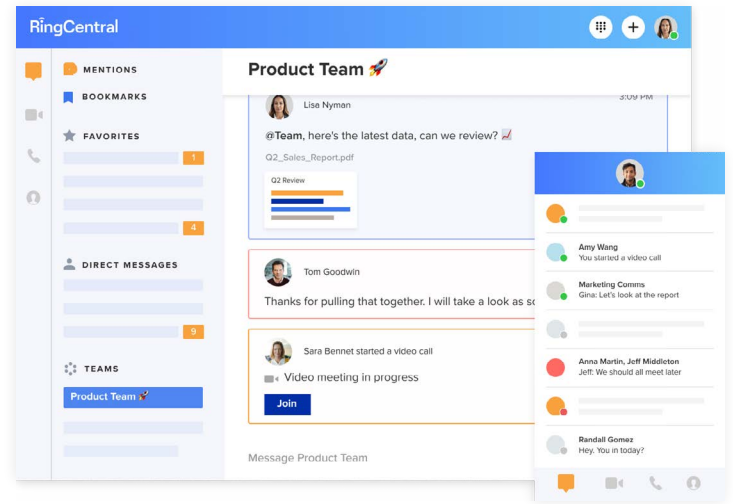 RingCentral
MENTIONS
BOOKMARKS
FAVORITES
1
4
DIRECT MESSAGES
9
TEAMS
Product Team 🚀
Product Team 🚀
Lisa Nyman
3:09 PM
@Team, here's the latest data, can we review? 📈
Q2_Sales_Report.pdf
Q2 Review
Tom Goodwin
Thanks for pulling that together. I will take a look as
Sara Bennet started a video call
Video meeting in progress
Join
Message Product Team
Amy Wang
You started a video call
Marketing Comms
Gina: Let's look at the report
Anna Martin, Jeff Middleton
Jeff: We should all meet later
Randall Gomez
Hey. You in today?